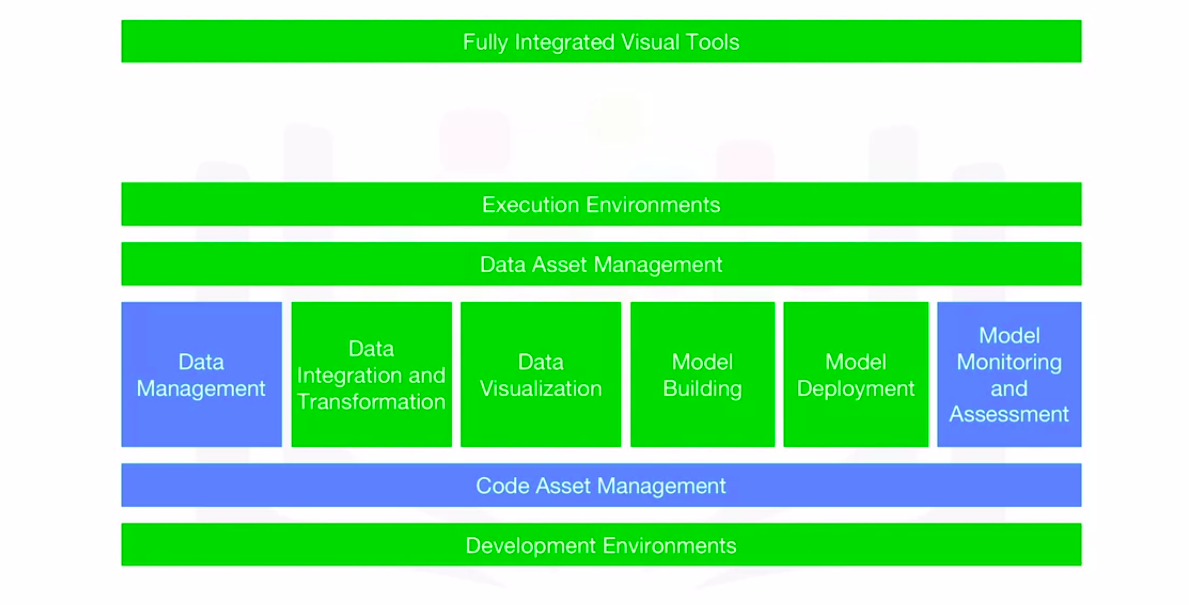 Fully Integrated Visual Tools
Execution Environments
Data Asset Management
Data
Management
Data
Integration and
Transformation
Data
Visualization
Model
Building
Model
Deployment
Model
Monitoring
and
Assessment
Code Asset Management
Development Environments